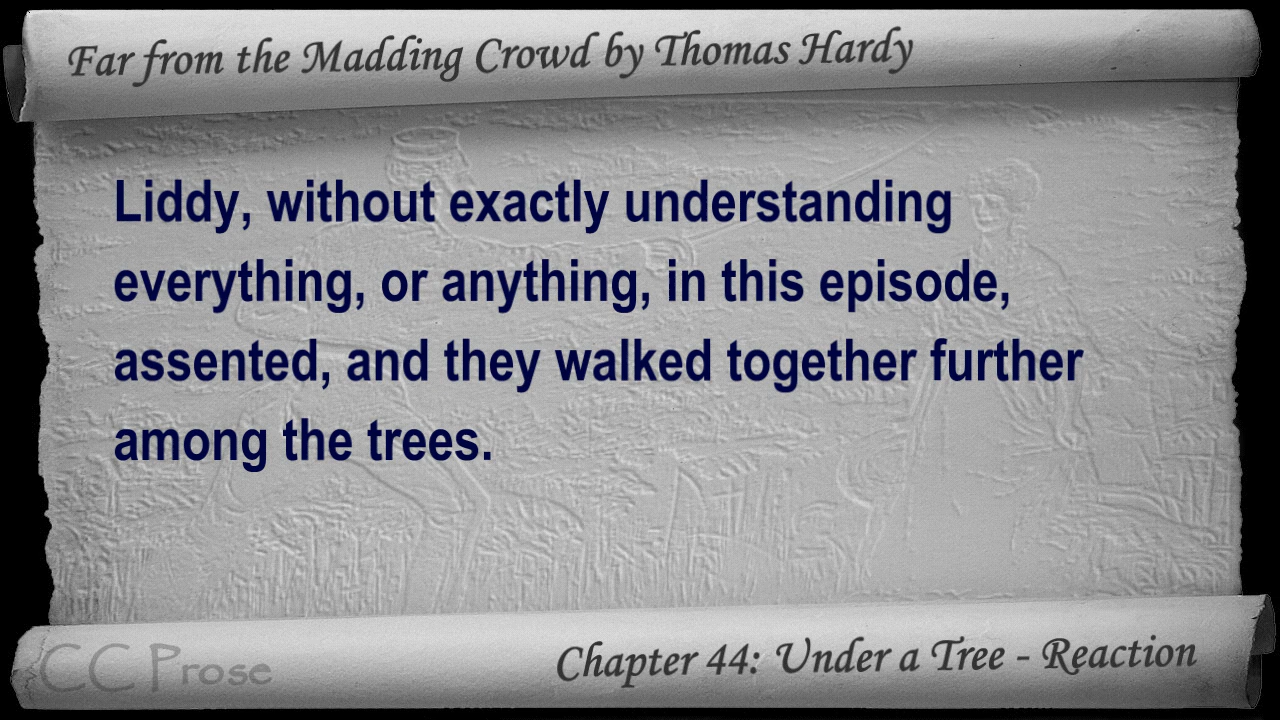 Far from the Madding Crowd by Thomas Hardy
Liddy, without exactly understanding
everything, or anything, in this episode,
assented, and they walked together further
among the trees.
CC Prose
Chapter 44: Under a Tree - Reaction